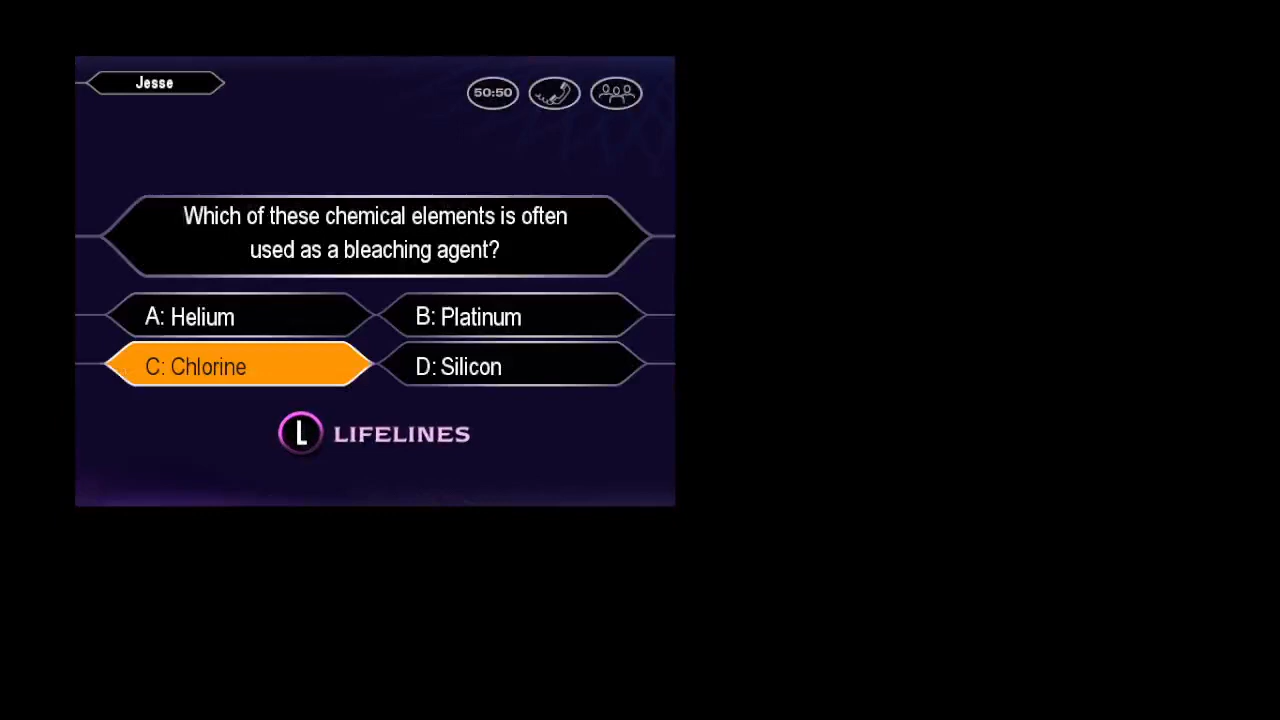 Jesse
50:50
Which of these chemical elements is often
used as a bleaching agent?
A: Helium
B: Platinum
C: Chlorine
D: Silicon
L LIFELINES